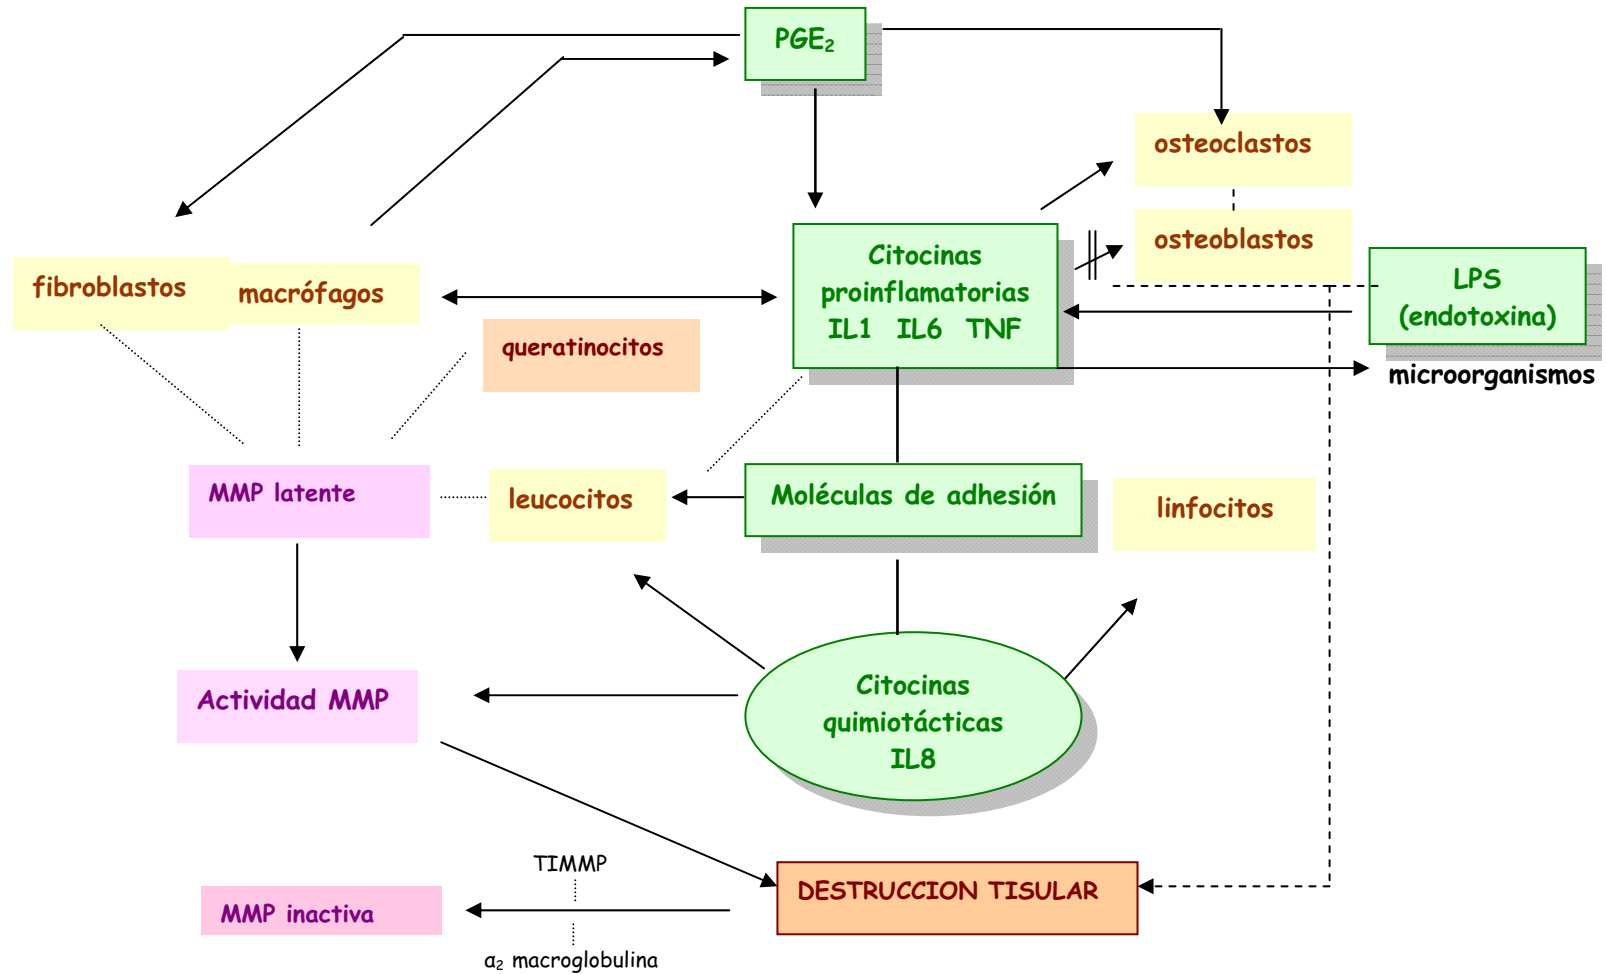 PGE₂
osteoclastos
osteoblastos
Citocinas
proinflamatorias
IL1 IL6 TNF
LPS
(endotoxina)
microorganismos
fibroblastos
macrófagos
queratinocitos
MMP latente
leucocitos
Moléculas de adhesión
linfocitos
Actividad MMP
Citocinas
quimiotácticas
IL8
TIMMP
DESTRUCCION TISULAR
MMP inactiva
α₂ macroglobulina